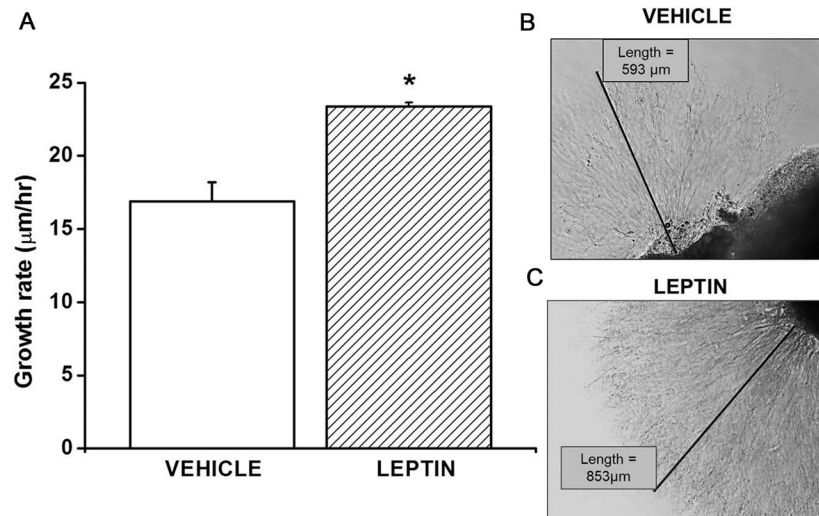 A
Growth rate (μm/hr)
25
20
15
10
5
0
*
VEHICLE
LEPTIN
B
VEHICLE
Length =
593 μm
C
LEPTIN
Length =
853μm